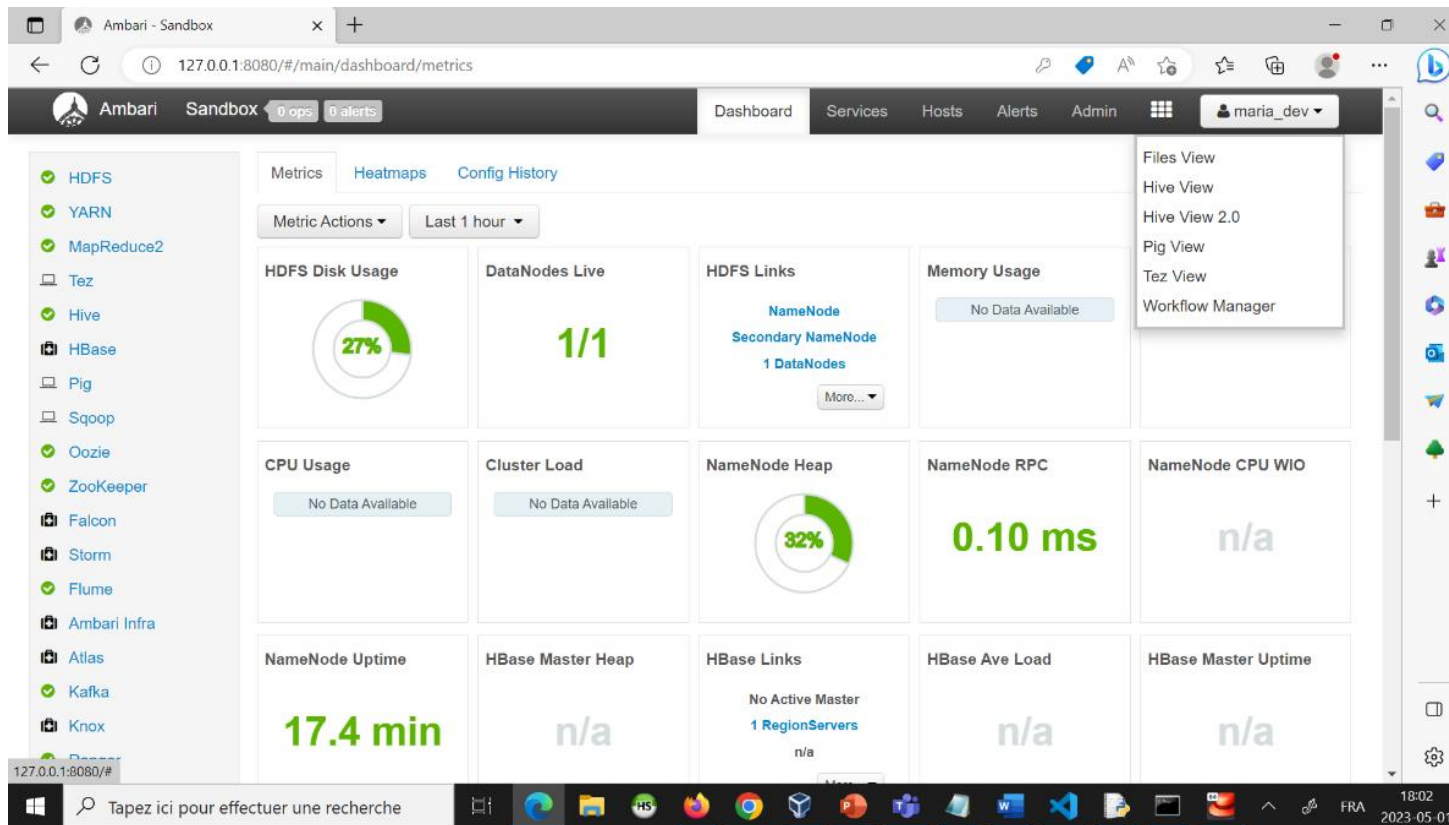 Ambari - Sandbox
127.0.0.1:8080/#/main/dashboard/metrics
Ambari Sandbox 0 ops 0 alerts Dashboard Services Hosts Alerts Admin maria_dev
Files View
Hive View
Hive View 2.0
Pig View
Tez View
Workflow Manager
HDFS
YARN
MapReduce2
Tez
Hive
HBase
Pig
Sqoop
Oozie
ZooKeeper
Falcon
Storm
Flume
Ambari Infra
Atlas
Kafka
Knox
Ranger
Metrics Heatmaps Config History
Metric Actions Last 1 hour
HDFS Disk Usage
27%
DataNodes Live
1/1
HDFS Links
NameNode
Secondary NameNode
1 DataNodes
More...
Memory Usage
No Data Available
CPU Usage
No Data Available
Cluster Load
No Data Available
NameNode Heap
32%
NameNode RPC
0.10 ms
NameNode CPU WIO
n/a
NameNode Uptime
17.4 min
HBase Master Heap
n/a
HBase Links
No Active Master
1 RegionServers
n/a
More...
HBase Ave Load
n/a
HBase Master Uptime
n/a
127.0.0.1:8080/#
Tapez ici pour effectuer une recherche
FRA
18:02
2023-05-01